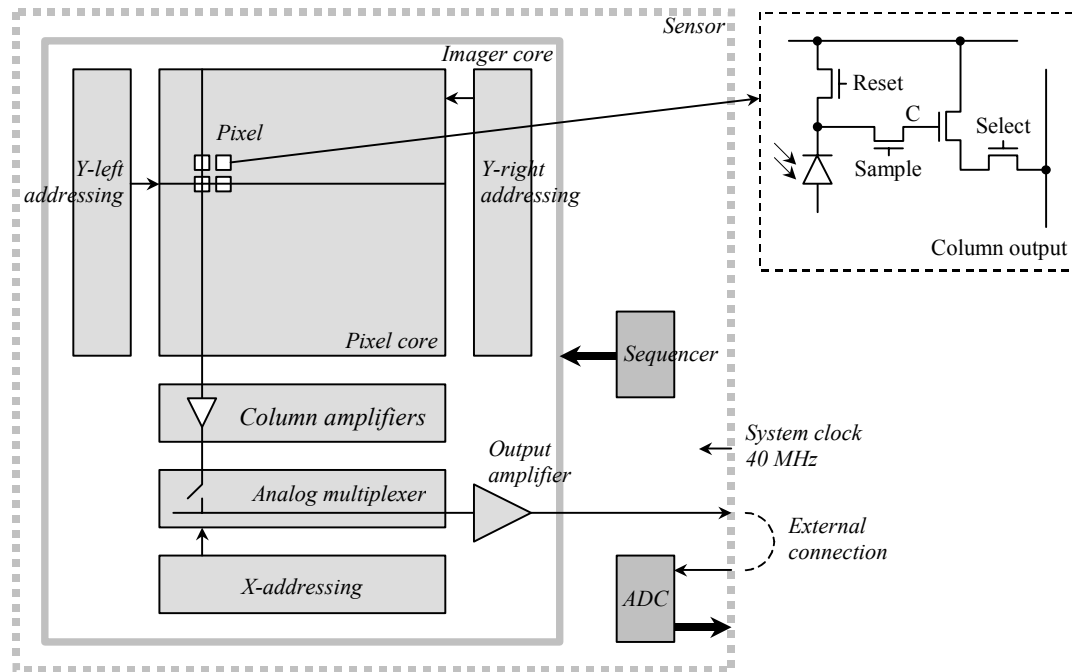 Sensor
Imager core
Reset
C
Select
Sample
Column output
Pixel
Y-left
addressing
Y-right
addressing
Pixel core
Sequencer
Column amplifiers
System clock
40 MHz
Output
amplifier
Analog multiplexer
External
connection
X-addressing
ADC